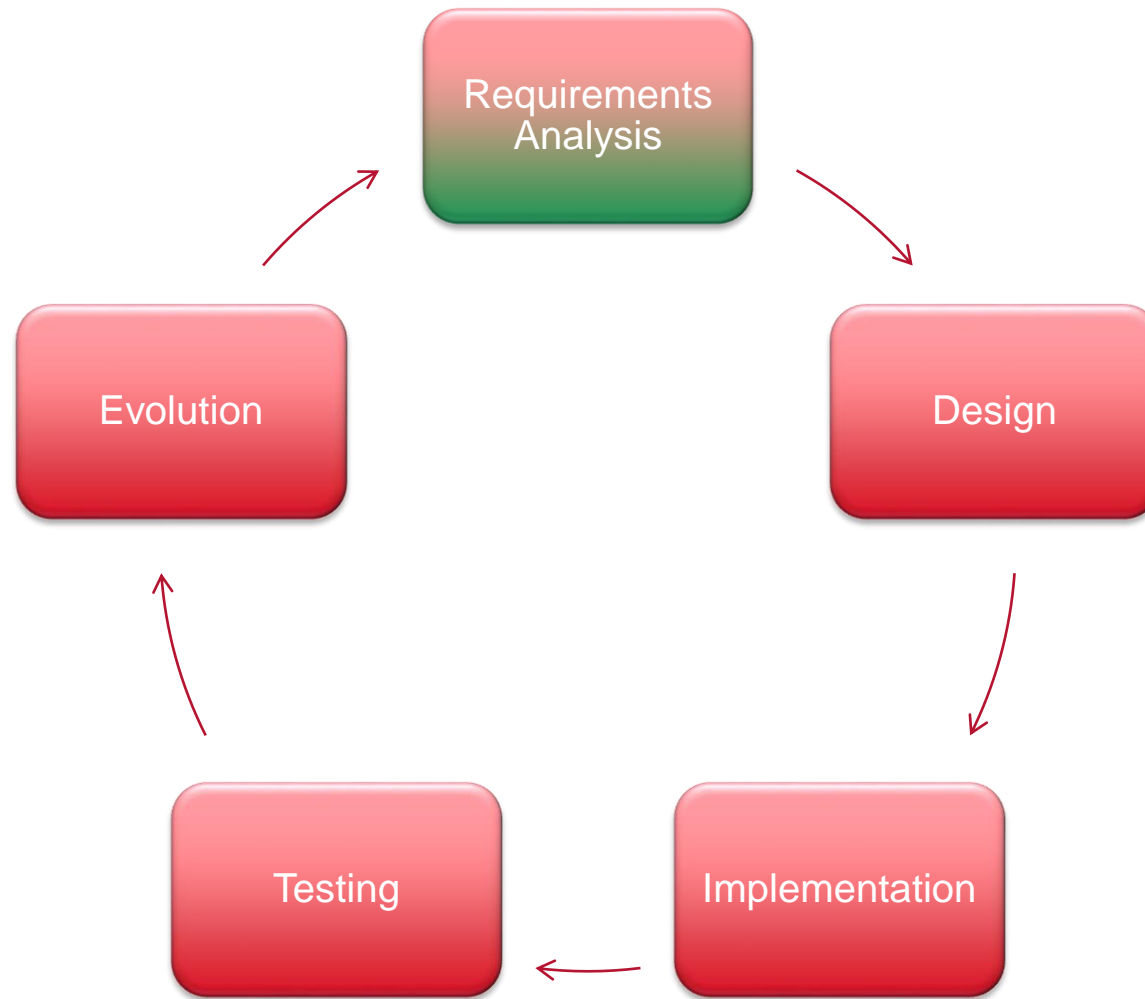 Requirements
Analysis
Design
Implementation
Testing
Evolution